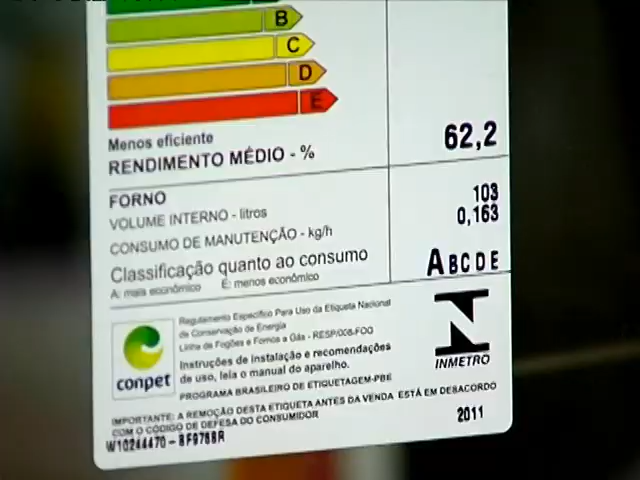 B
C
D
E
Menos eficiente
RENDIMENTO MÉDIO - % 62,2
FORNO
VOLUME INTERNO - litros 103
CONSUMO DE MANUTENÇÃO - kg/h 0,163
Classificação quanto ao consumo A B C D E
A: mais econômico E: menos econômico
Regulamento Específico Para Uso da Etiqueta Nacional
de Conservação de Energia
Linha de Fogões e Fornos a Gás - RESP/008-FOG
Instruções de instalação e recomendações
de uso, leia o manual do aparelho.
PROGRAMA BRASILEIRO DE ETIQUETAGEM-PBE
conpet
INMETRO
IMPORTANTE: A REMOÇÃO DESTA ETIQUETA ANTES DA VENDA ESTÁ EM DESACORDO
COM O CÓDIGO DE DEFESA DO CONSUMIDOR
W10244470 - 2011